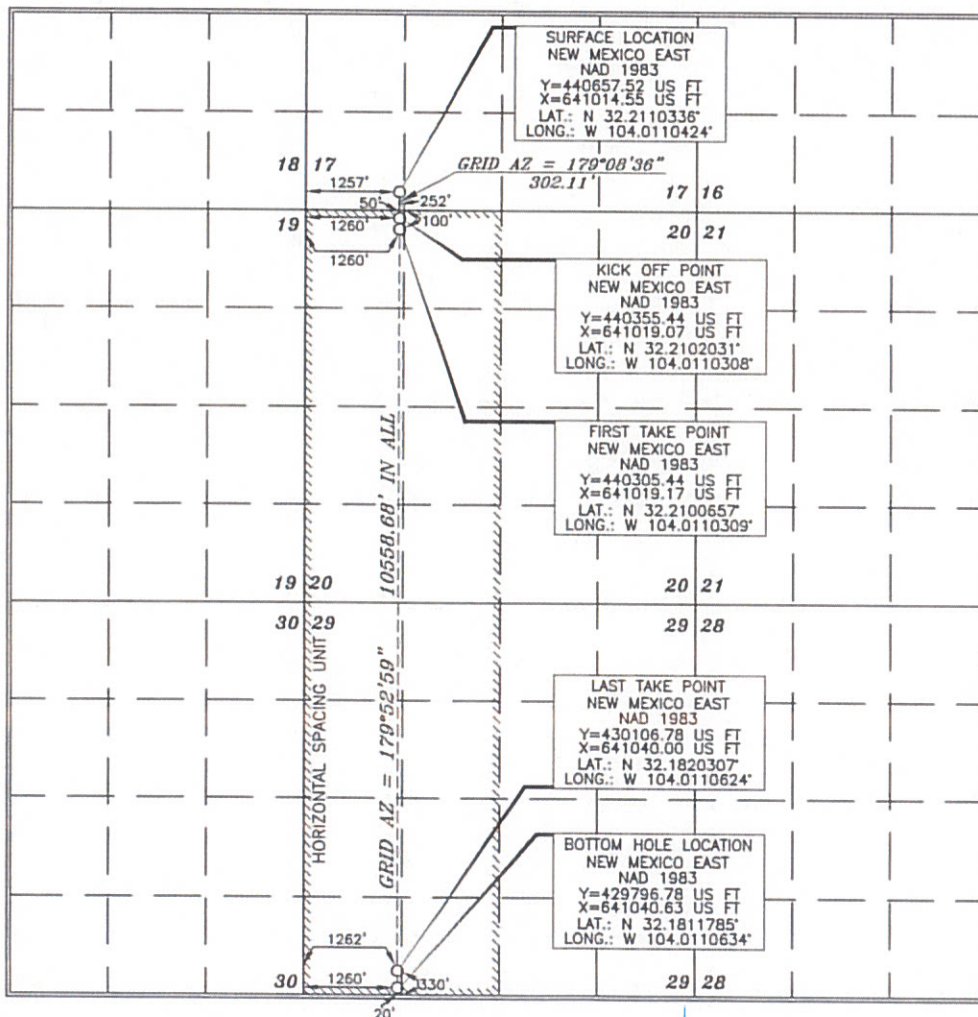 SURFACE LOCATION
NEW MEXICO EAST
NAD 1983
Y=440657.52 US FT
X=641014.55 US FT
LAT.: N 32.2110336°
LONG.: W 104.0110424°
18 17
1257'
GRID AZ = 179°08'36"
302.11'
17 16
50'
252'
19
1260'
100'
20 21
1260'
KICK OFF POINT
NEW MEXICO EAST
NAD 1983
Y=440355.44 US FT
X=641019.07 US FT
LAT.: N 32.2102031°
LONG.: W 104.0110308°
FIRST TAKE POINT
NEW MEXICO EAST
NAD 1983
Y=440305.44 US FT
X=641019.17 US FT
LAT.: N 32.2100657°
LONG.: W 104.0110309°
10558.68' IN ALL
19 20
20 21
30 29
29 28
HORIZONTAL SPACING UNIT
GRID AZ = 179°52'59"
LAST TAKE POINT
NEW MEXICO EAST
NAD 1983
Y=430106.78 US FT
X=641040.00 US FT
LAT.: N 32.1820307°
LONG.: W 104.0110624°
BOTTOM HOLE LOCATION
NEW MEXICO EAST
NAD 1983
Y=429796.78 US FT
X=641040.63 US FT
LAT.: N 32.1811785°
LONG.: W 104.0110634°
1262'
30
1260'
330'
29 28
20'